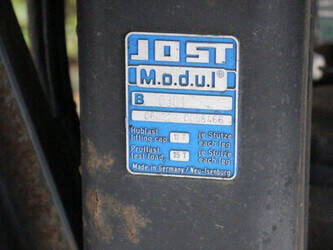 JOST
M.o.d.u.l®
B
Hublast 
lifting cap. je Stütze
each leg
Prüflast
test load. je Stütze
each leg
Made in Germany / Neu-Isenburg